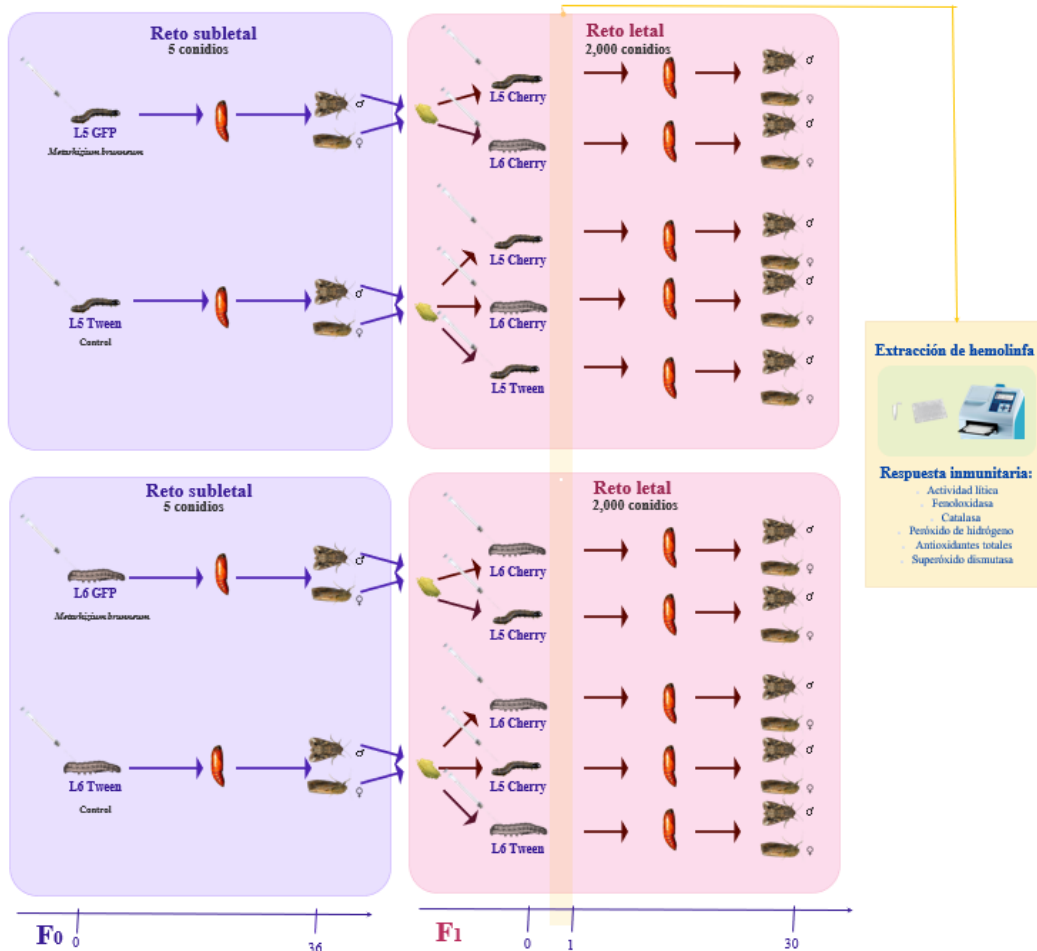 Reto subletal
5 conidios
L5 GFP
Metarhizium brunneum
♂
♀
L5 Tween
Control
♂
♀
Reto letal
2,000 conidios
L5 Cherry
L6 Cherry
♂
♀
♂
♀
L5 Cherry
L6 Cherry
L5 Tween
♂
♀
♂
♀
♂
♀
Extracción de hemolinfa
Respuesta inmunitaria:
Actividad lítica
Fenoloxidasa
Catalasa
Peróxido de hidrógeno
Antioxidantes totales
Superóxido dismutasa
Reto subletal
5 conidios
L6 GFP
Metarhizium brunneum
♂
♀
L6 Tween
Control
♂
♀
Reto letal
2,000 conidios
L6 Cherry
L5 Cherry
♂
♀
♂
♀
L6 Cherry
L5 Cherry
L6 Tween
♂
♀
♂
♀
♂
♀
F0 0 36
F1 0 1 30